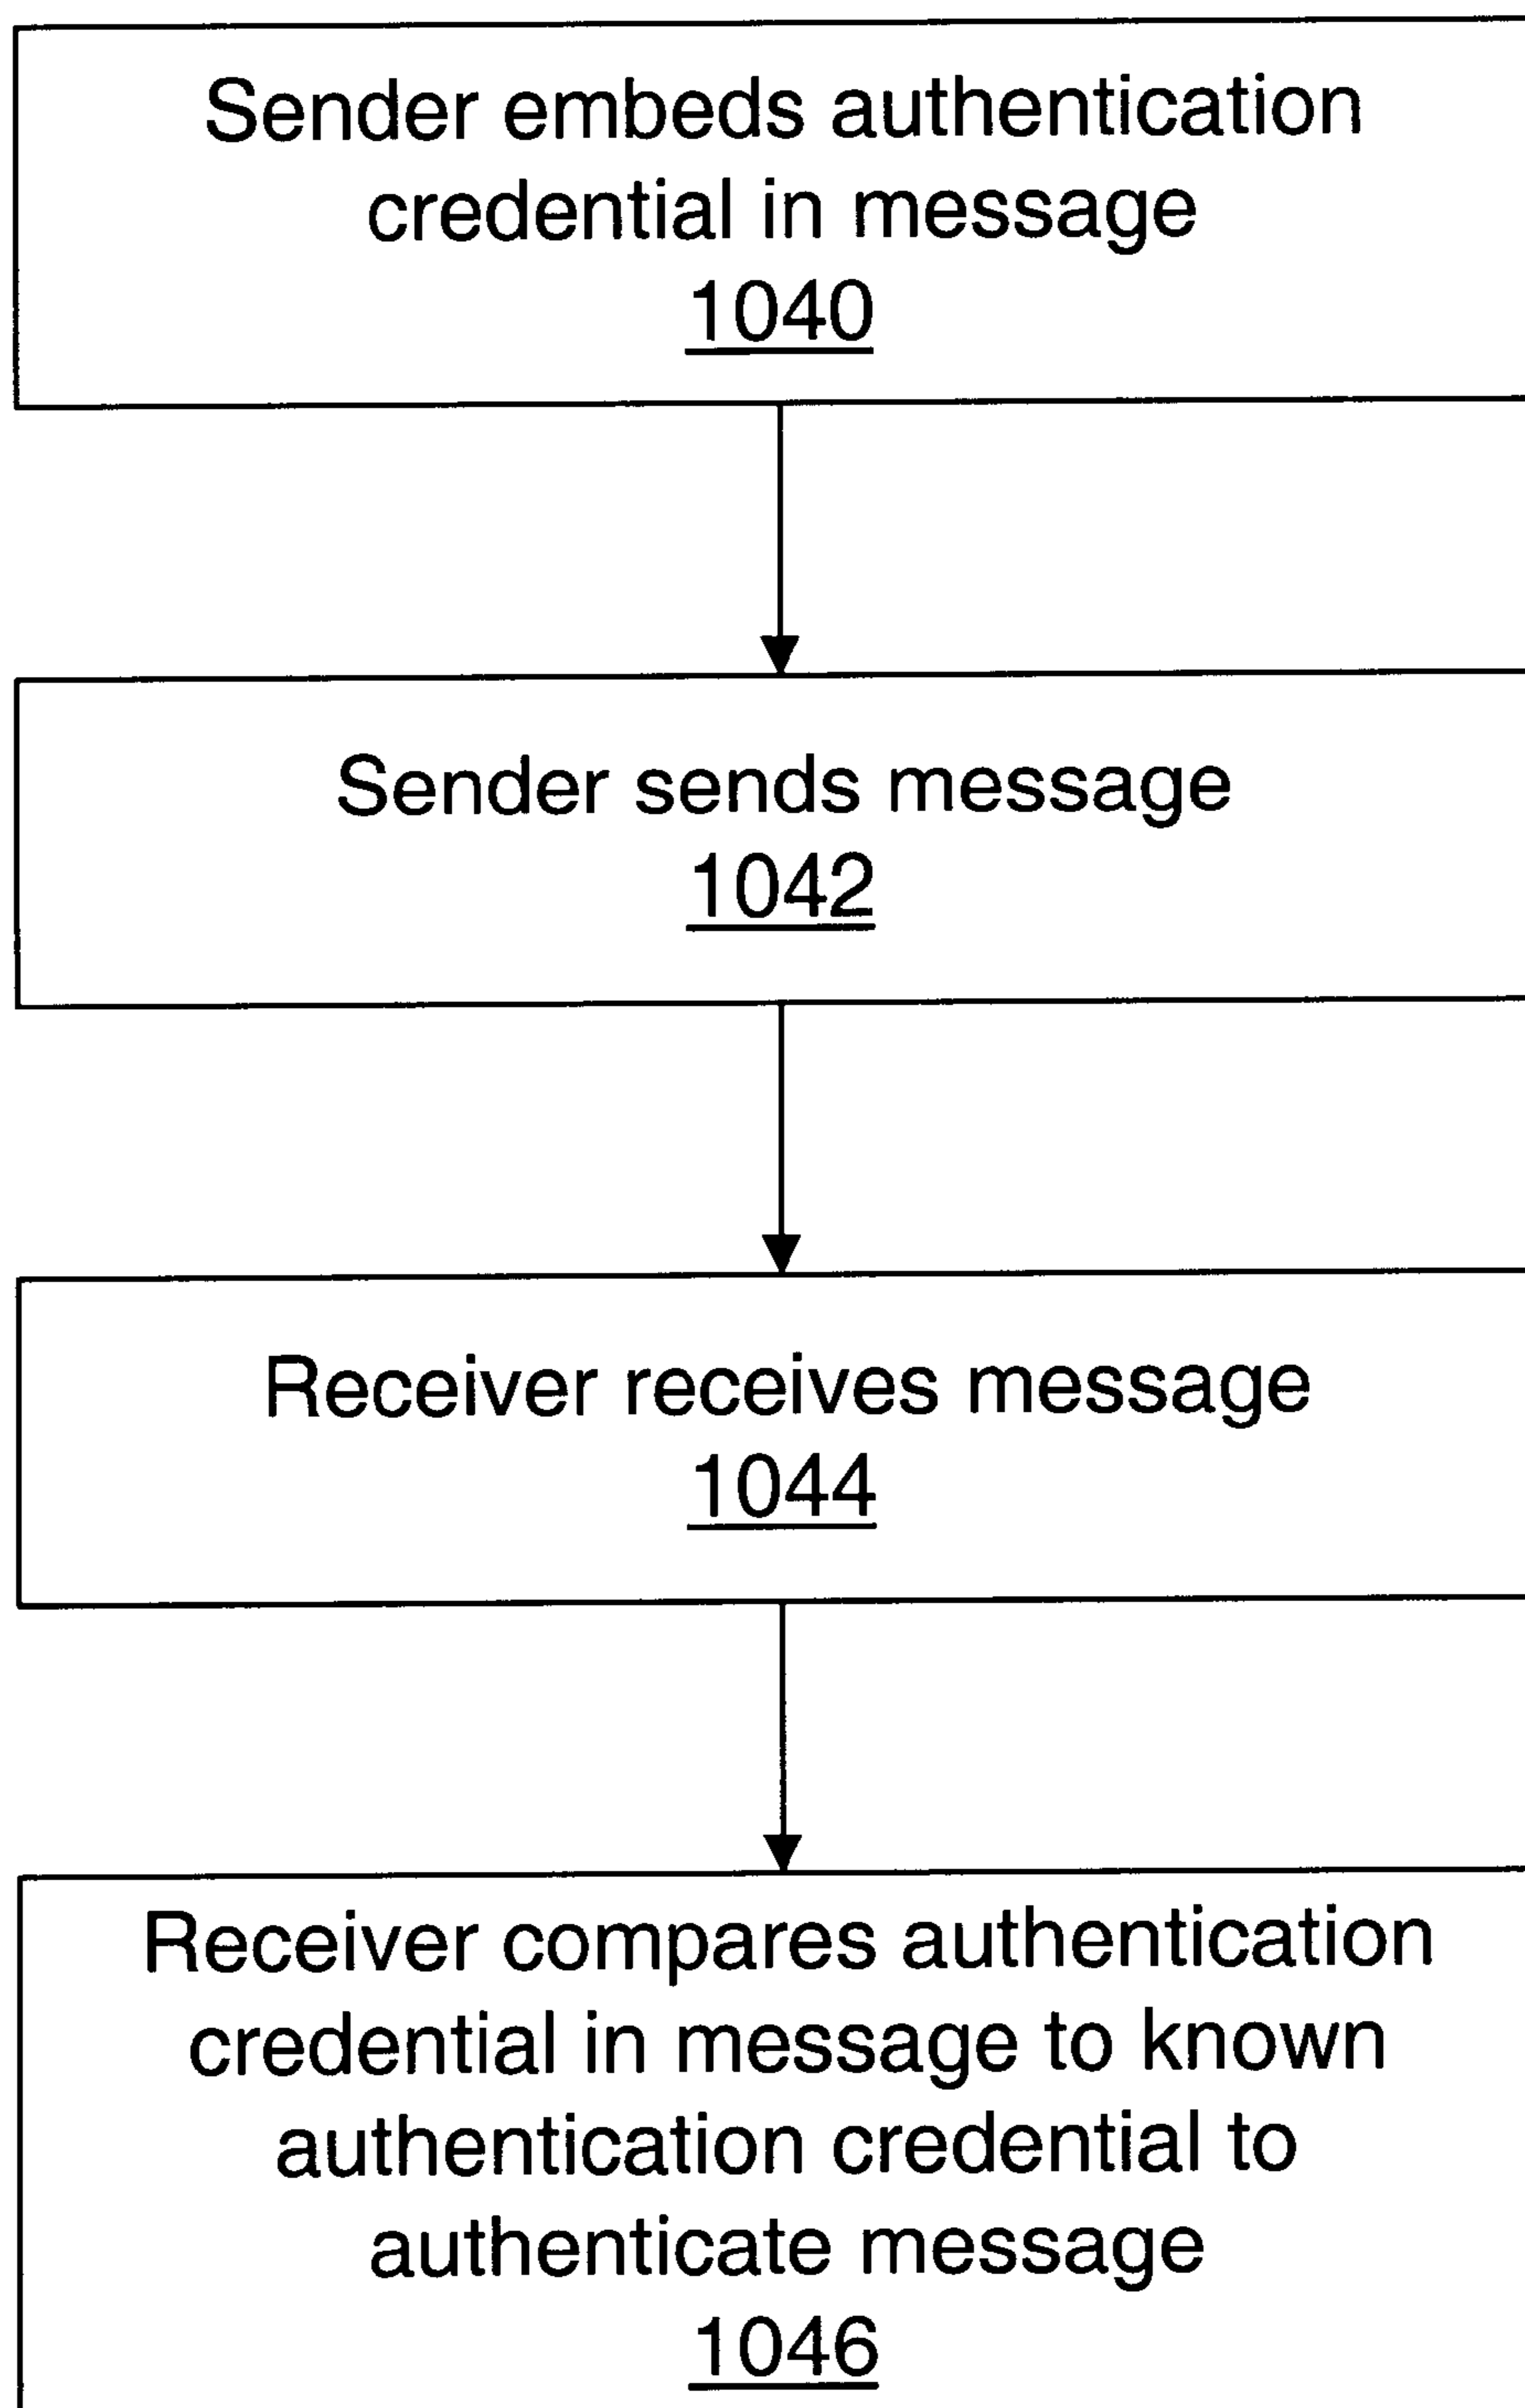 Sender embeds authentication
credential in message
1040
Sender sends message
1042
Receiver receives message
1044
Receiver compares authentication
credential in message to known
authentication credential to
authenticate message
1046